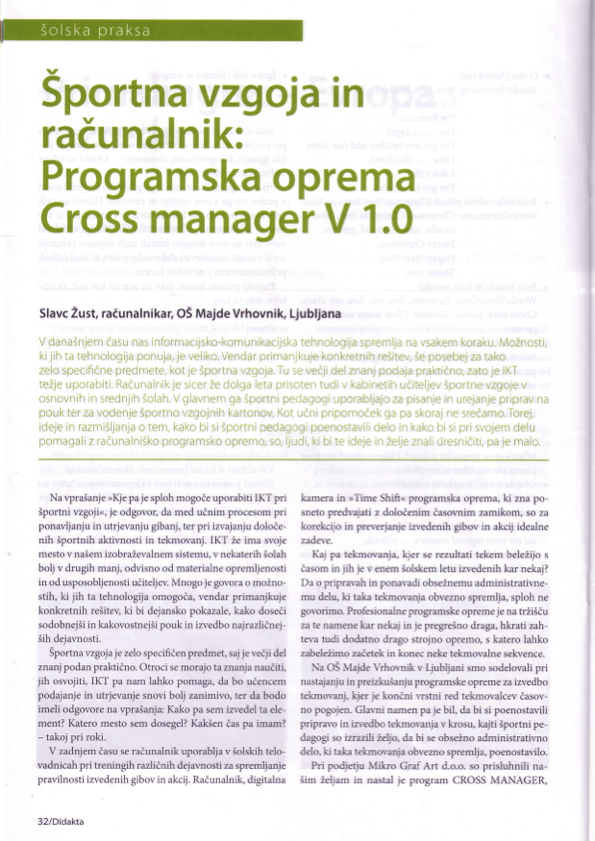 šolska praksa
Športna vzgoja in
računalnik:
Programska oprema
Cross manager V 1.0
Slavc Žust, računalnikar, OŠ Majde Vrhovnik, Ljubljana
V današnjem času nas informacijsko-komunikacijska tehnologija spremlja na vsakem koraku. Možnosti,
ki jih ta tehnologija ponuja, je veliko. Vendar primanjkuje konkretnih rešitev, še posebej za tako
zelo specifične predmete, kot je športna vzgoja. Tu se večji del znanj podaja praktično, zato je IKT
težje uporabiti. Računalnik je sicer že dolga leta prisoten tudi v kabinetih učiteljev športne vzgoje v
osnovnih in srednjih šolah. V glavnem ga športni pedagogi uporabljajo za pisanje in urejanje priprav na
pouk ter za vodenje športno vzgojnih kartonov. Kot učni pripomoček ga pa skoraj ne srečamo. Torej,
ideje in razmišljanja o tem, kako bi si športni pedagogi poenostavili delo in kako bi si pri svojem delu
pomagali z računalniško programsko opremo, so, ljudi, ki bi te ideje in želje znali uresničiti, pa je malo.
Na vprašanje »Kje pa je sploh mogoče uporabiti IKT pri
športni vzgoji«, je odgovor, da med učnim procesom pri
ponavljanju in utrjevanju gibanj, ter pri izvajanju določe-
nih športnih aktivnosti in tekmovanj. IKT že ima svoje
mesto v našem izobraževalnem sistemu, v nekaterih šolah
bolj v drugih manj, odvisno od materialne opremljenosti
in od usposobljenosti učiteljev. Mnogo je govora o možno-
stih, ki jih ta tehnologija omogoča, vendar primanjkuje
konkretnih rešitev, ki bi dejansko pokazale, kako doseči
sodobnejši in kakovostnejši pouk in izvedbo najrazličnej-
ših dejavnosti.
Športna vzgoja je zelo specifičen predmet, saj je večji del
znanj podan praktično. Otroci se morajo ta znanja naučiti,
jih osvojiti, IKT pa nam lahko pomaga, da bo učencem
podajanje in utrjevanje snovi bolj zanimivo, ter da bodo
imeli odgovore na vprašanja: Kako pa sem izvedel ta ele-
ment? Katero mesto sem dosegel? Kakšen čas pa imam?
– takoj pri roki.
V zadnjem času se računalnik uporablja v šolskih telo-
vadnicah pri treningih različnih dejavnosti za spremljanje
pravilnosti izvedenih gibov in akcij. Računalnik, digitalna
kamera in »Time Shift« programska oprema, ki zna po-
snetek predvajati z določenim časovnim zamikom, so za
korekcijo in preverjanje izvedenih gibov in akcij idealne
zadeve.
Kaj pa tekmovanja, kjer se rezultati tekem beležijo s
časom in jih je v enem šolskem letu izvedenih kar nekaj?
Da o pripravah in ponavadi obsežnemu administrativne-
mu delu, ki taka tekmovanja obvezno spremlja, sploh ne
govorimo. Profesionalne programske opreme je na tržišču
za te namene kar nekaj in je pregrešno draga, hkrati zah-
teva tudi dodatno drago strojno opremo, s katero lahko
zabeležimo začetek in konec neke tekmovalne sekvence.
Na OŠ Majde Vrhovnik v Ljubljani smo sodelovali pri
nastajanju in preizkušanju programske opreme za izvedbo
tekmovanj, kjer je končni vrstni red tekmovalcev časov-
no pogojen. Glavni namen pa je bil, da bi si poenostavili
pripravo in izvedbo tekmovanja v krosu, kajti športni pe-
dagogi so izrazili željo, da bi se obsežno administrativno
delo, ki taka tekmovanja obvezno spremlja, poenostavilo.
Pri podjetju Mikro Graf Art d.o.o. so prisluhnili na-
šim željam in nastal je program CROSS MANAGER,
32/Didakta